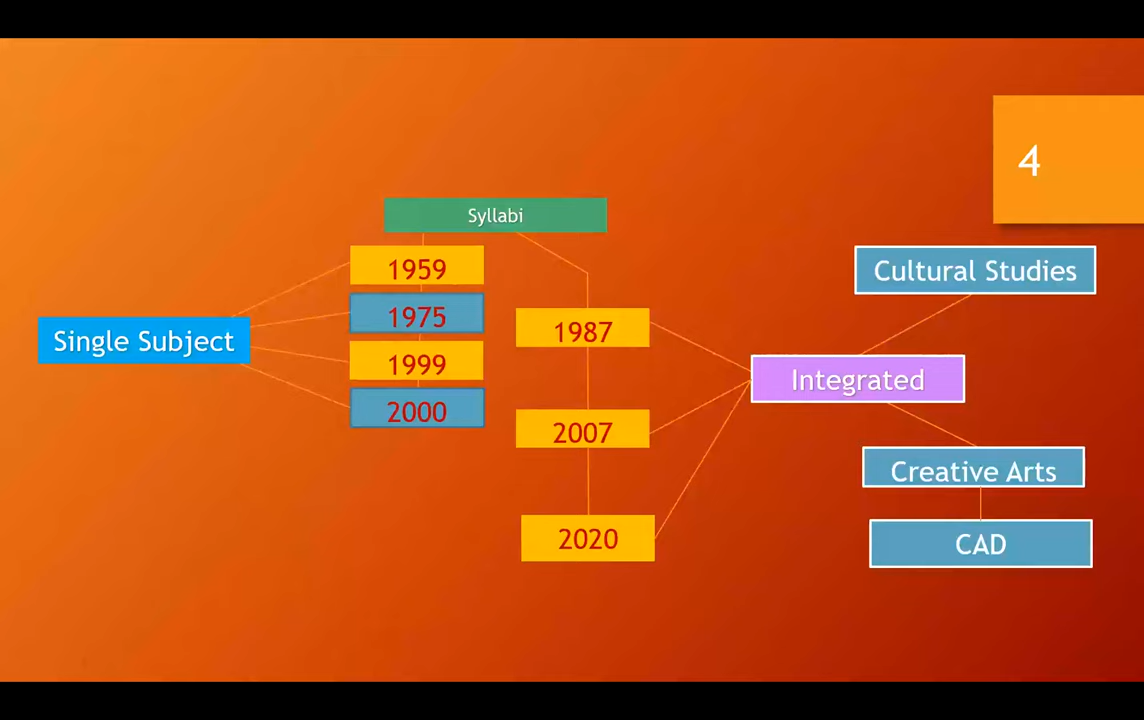 4
Syllabi
1959
1975
1999
2000
Single Subject
1987
2007
2020
Integrated
Cultural Studies
Creative Arts
CAD